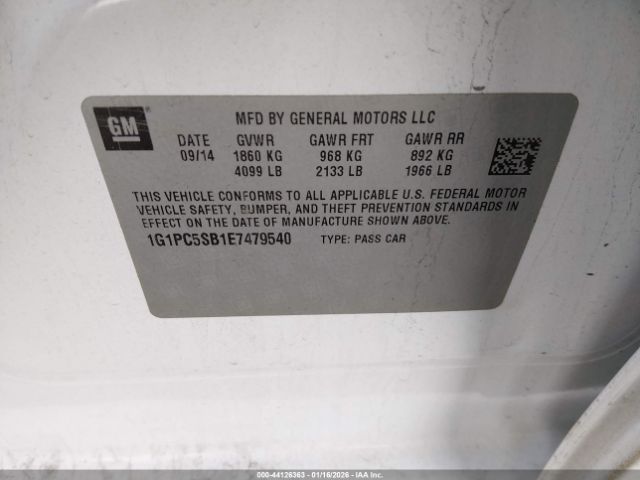 GM
MFD BY GENERAL MOTORS LLC
DATE GVWR GAWR FRT GAWR RR
09/14 1860 KG 968 KG 892 KG
4099 LB 2133 LB 1966 LB
THIS VEHICLE CONFORMS TO ALL APPLICABLE U.S. FEDERAL MOTOR
VEHICLE SAFETY, BUMPER, AND THEFT PREVENTION STANDARDS IN
EFFECT ON THE DATE OF MANUFACTURE SHOWN ABOVE.
1G1PC5SB1E7479540 TYPE: PASS CAR
000-44126363 - 01/16/2026 - IAAI, Inc.